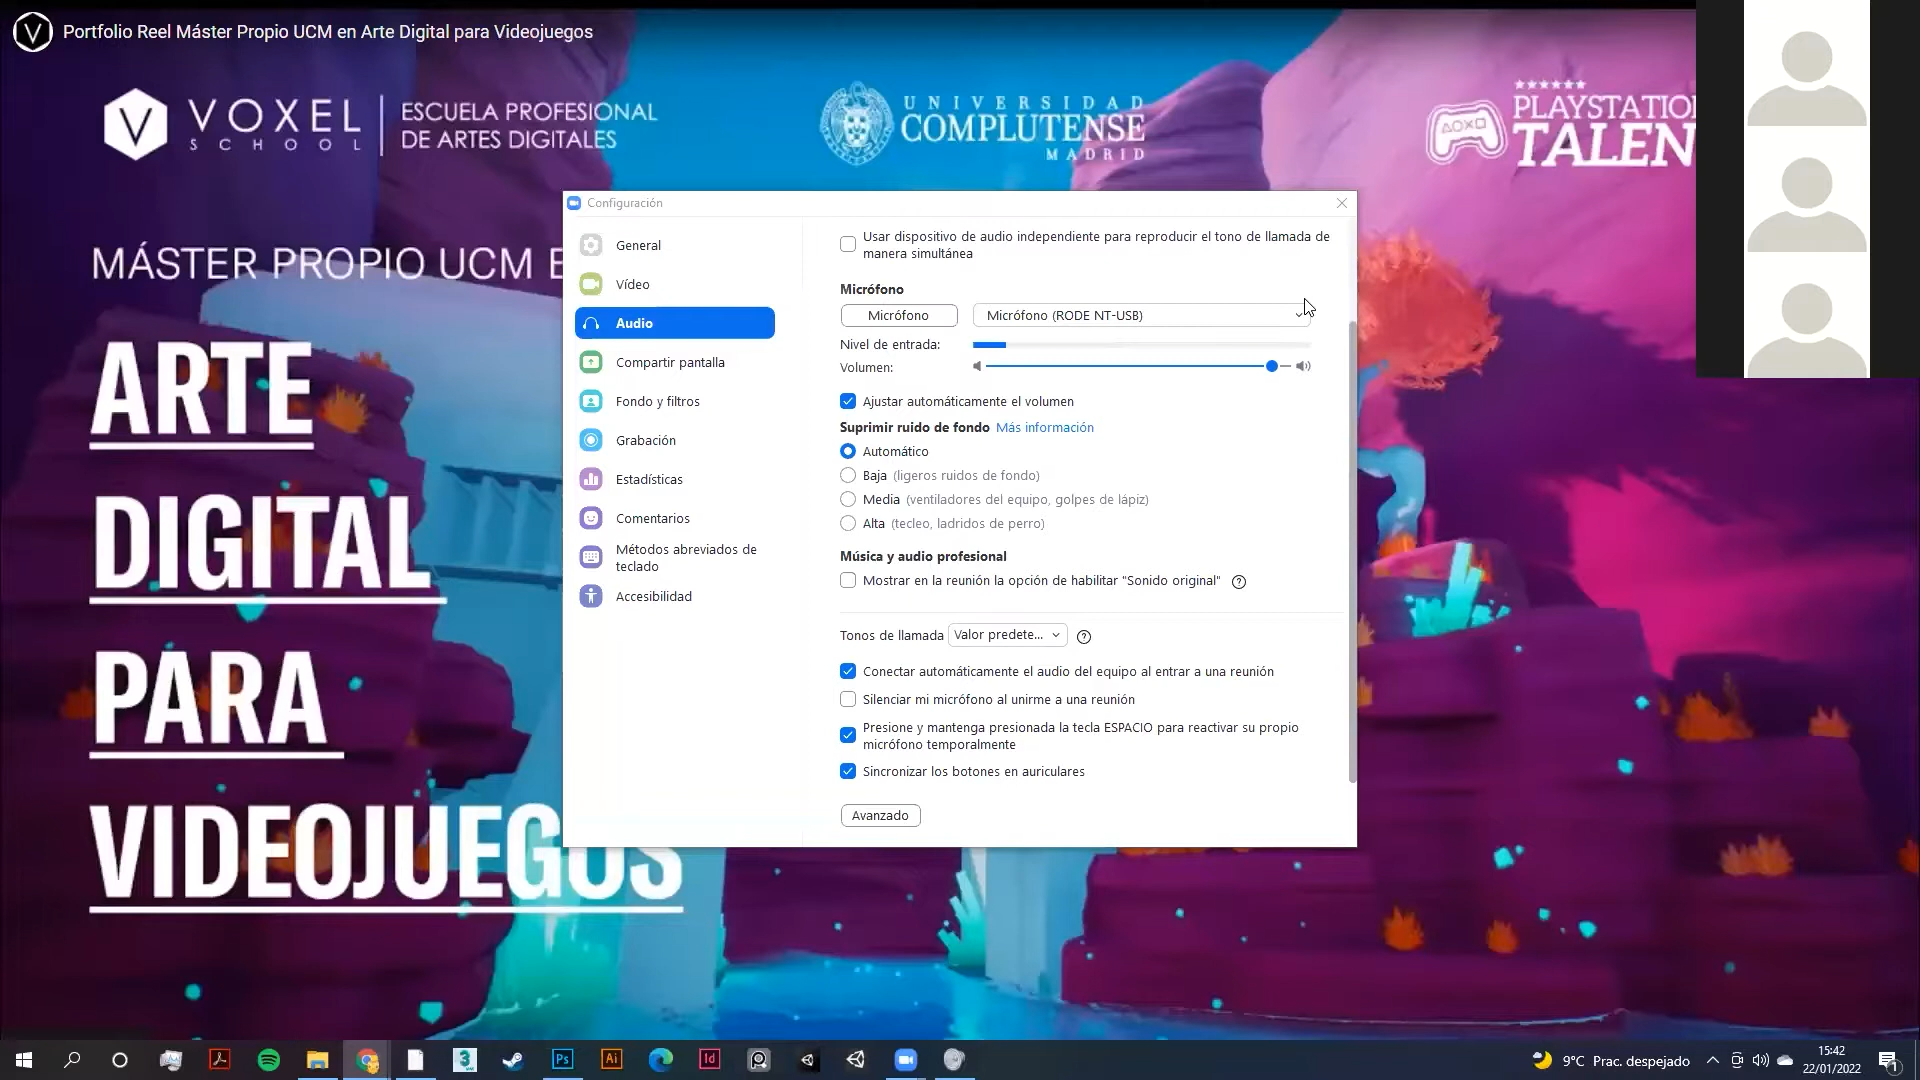 Portfolio Reel Máster Propio UCM en Arte Digital para Videojuegos
VOXEL
SCHOOL
ESCUELA PROFESIONAL
DE ARTES DIGITALES
UNIVERSIDAD
COMPLUTENSE
MADRID
PLAYSTATIO
TALEN
MÁSTER PROPIO UCM E
ARTE
DIGITAL
PARA
VIDEOJUEGOS
Configuración
General
Vídeo
Audio
Compartir pantalla
Fondo y filtros
Grabación
Estadísticas
Comentarios
Métodos abreviados de
teclado
Accesibilidad
Usar dispositivo de audio independiente para reproducir el tono de llamada de
manera simultánea
Micrófono
Micrófono
Micrófono (RODE NT-USB)
Nivel de entrada:
Volumen:
Ajustar automáticamente el volumen
Suprimir ruido de fondo Más información
Automático
Baja (ligeros ruidos de fondo)
Media (ventiladores del equipo, golpes de lápiz)
Alta (tecleo, ladridos de perro)
Música y audio profesional
Mostrar en la reunión la opción de habilitar "Sonido original"
Tonos de llamada Valor predete...
Conectar automáticamente el audio del equipo al entrar a una reunión
Silenciar mi micrófono al unirme a una reunión
Presione y mantenga presionada la tecla ESPACIO para reactivar su propio
micrófono temporalmente
Sincronizar los botones en auriculares
Avanzado
9°C Prac. despejado
15:42
22/01/2022